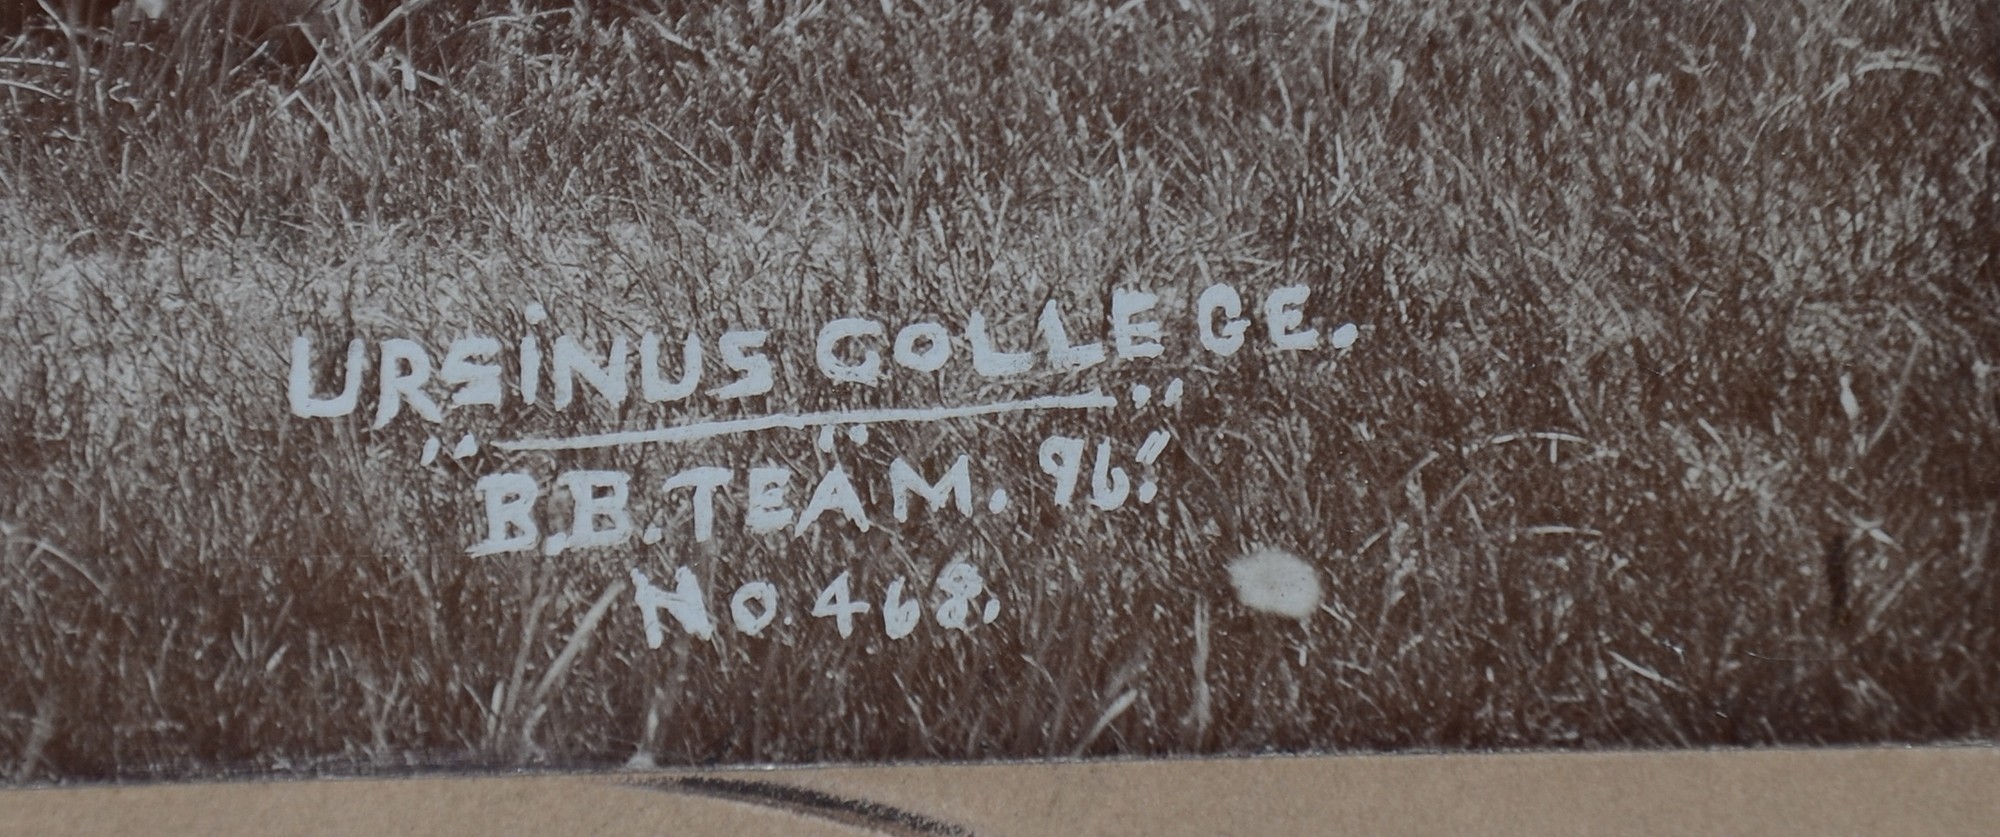 URSINUS COLLEGE.
"B.B. TEAM. 96."
No. 468.